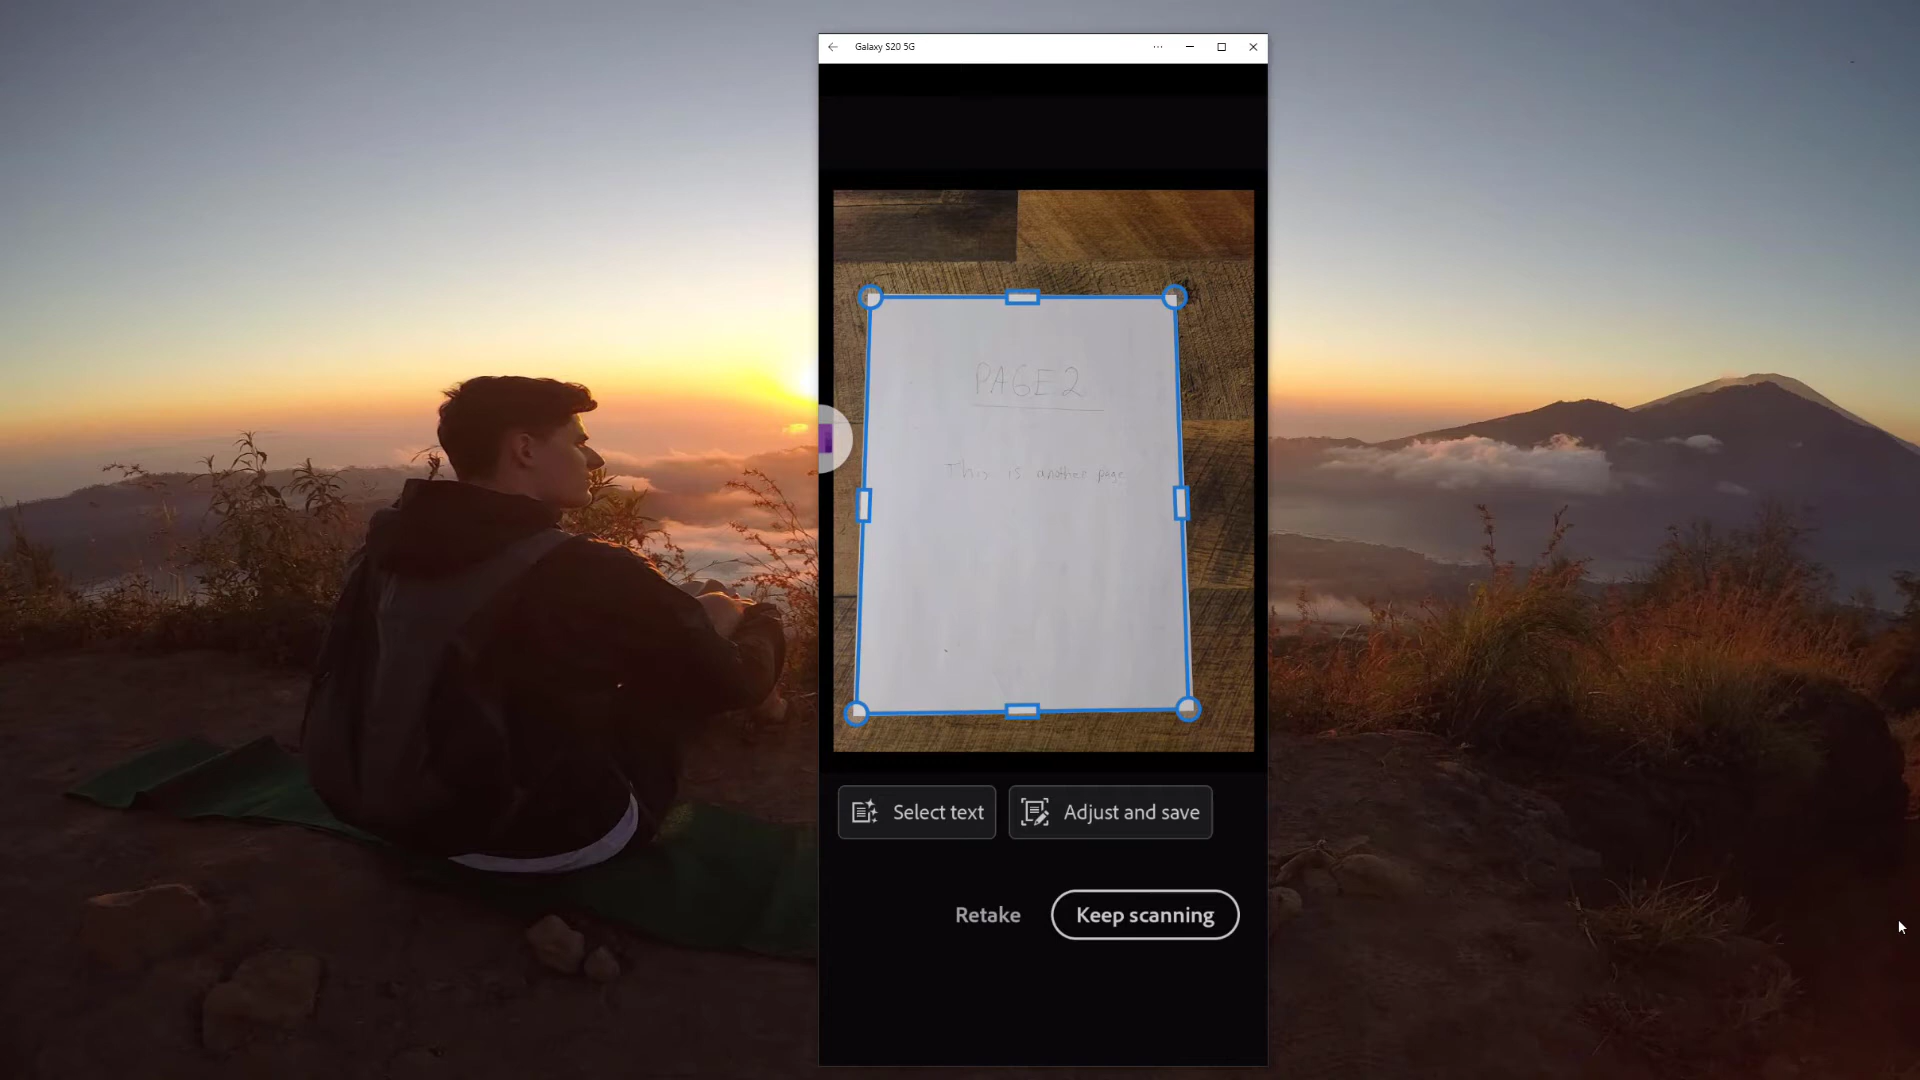 Galaxy S20 5G
PAGE 2
This is another page
Select text
Adjust and save
Retake
Keep scanning